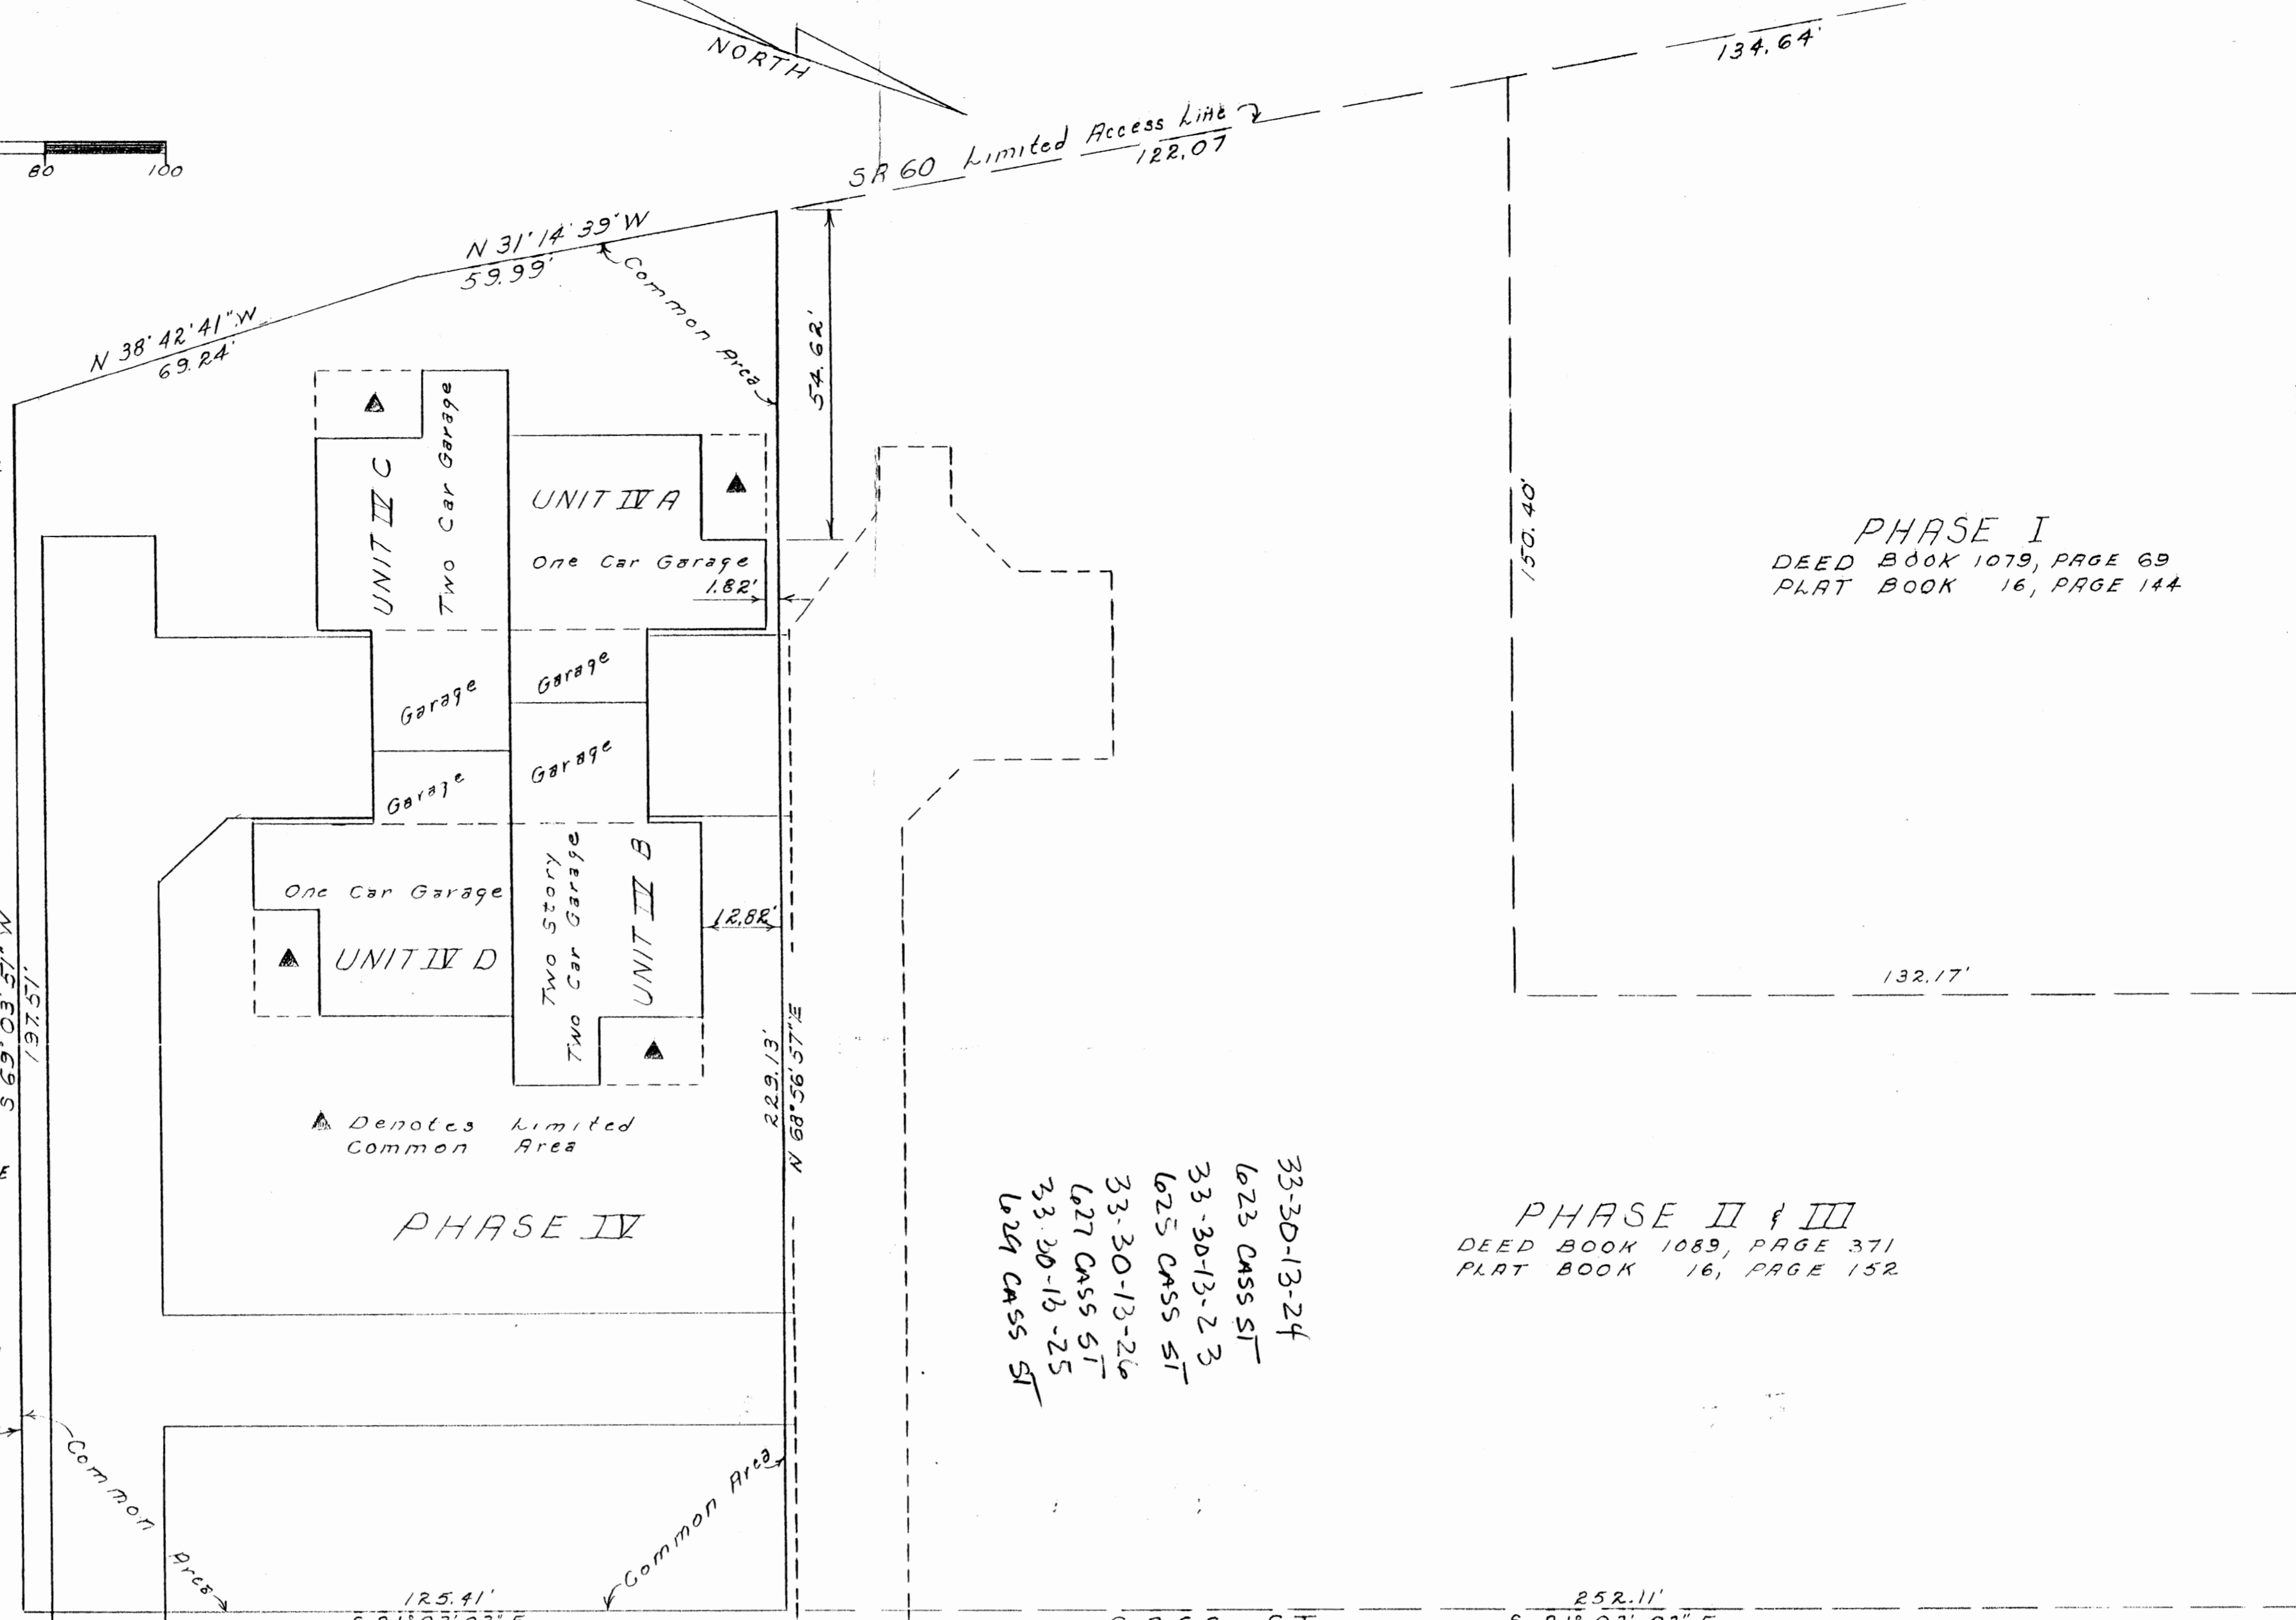 NORTH
134.64'
80 100
SR 60 Limited Access Line
122.07
N 31° 14' 39" W
59.99'
Common Area
N 38° 42' 41" W
69.24'
54.62'
UNIT IV C
Two Car Garage
UNIT IV A
One Car Garage
1.82'
150.40'
PHASE I
DEED BOOK 1079, PAGE 69
PLAT BOOK 16, PAGE 144
Garage
Garage
Garage
Garage
One Car Garage
UNIT IV D
Two Story
Two Car Garage
UNIT IV B
12.82'
132.17'
S 69° 03' 51" W
197.51'
229.13'
N 68° 56' 57" E
▲ Denotes Limited
Common Area
PHASE IV
33-30-13-24
623 CASS ST
33-30-13-23
625 CASS ST
33-30-13-26
627 CASS ST
33-30-13-25
629 CASS ST
PHASE II & III
DEED BOOK 1089, PAGE 371
PLAT BOOK 16, PAGE 152
Common Area
Common Area
125.41'
252.11'